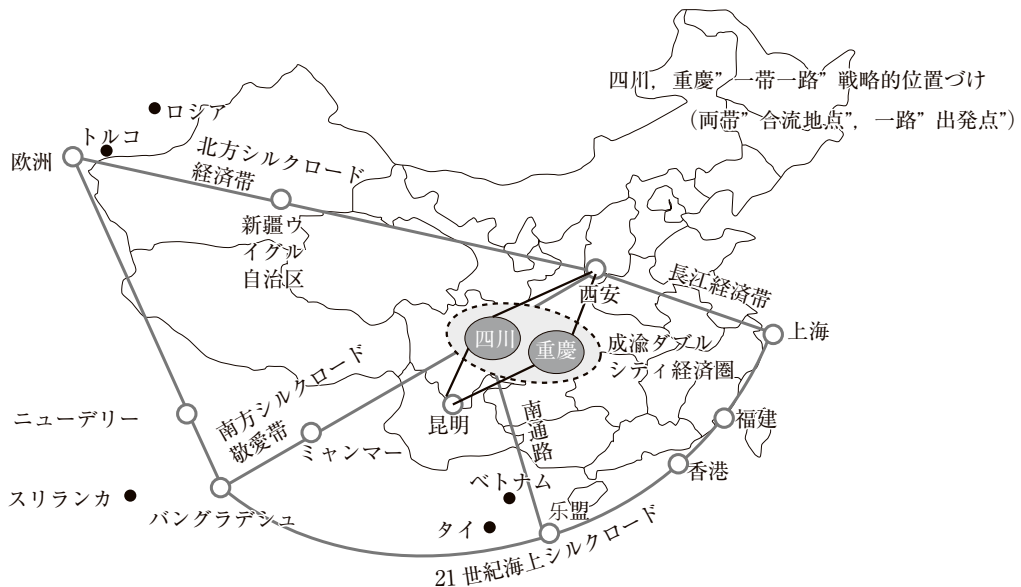 四川，重慶”一帯一路”戦略的位置づけ
（両帯”合流地点”，一路”出発点”）
ロシア
トルコ
欧洲
北方シルクロード
経済帯
新疆ウ
イグル
自治区
西安
長江経済帯
上海
四川
重慶
成渝ダブル
シティ経済圏
南方シルクロード
敬愛帯
昆明
南通路
ニューデリー
ミャンマー
福建
香港
ベトナム
スリランカ
バングラデシュ
タイ
乐盟
21世紀海上シルクロード